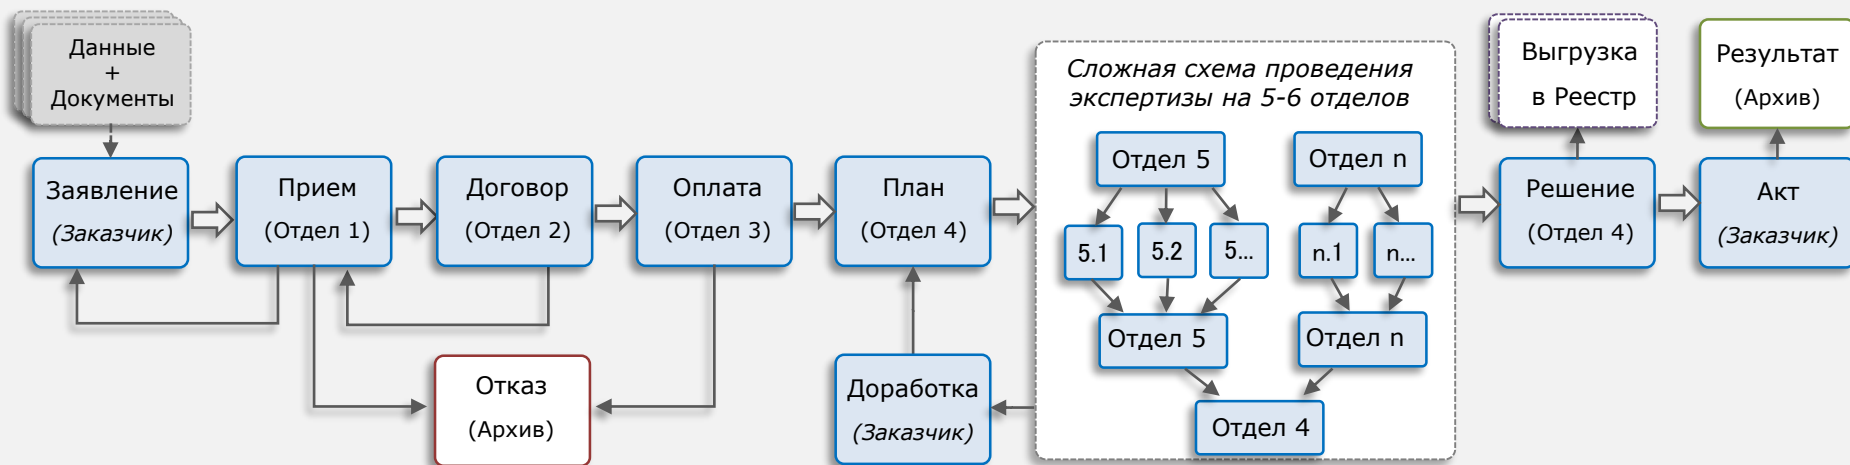 Данные
+
Документы
Заявление
(Заказчик)
Прием
(Отдел 1)
Договор
(Отдел 2)
Оплата
(Отдел 3)
План
(Отдел 4)
Отказ
(Архив)
Доработка
(Заказчик)
Сложная схема проведения
экспертизы на 5-6 отделов
Отдел 5
Отдел n
5.1
5.2
5...
n.1
n...
Отдел 5
Отдел n
Отдел 4
Выгрузка
в Реестр
Решение
(Отдел 4)
Результат
(Архив)
Акт
(Заказчик)